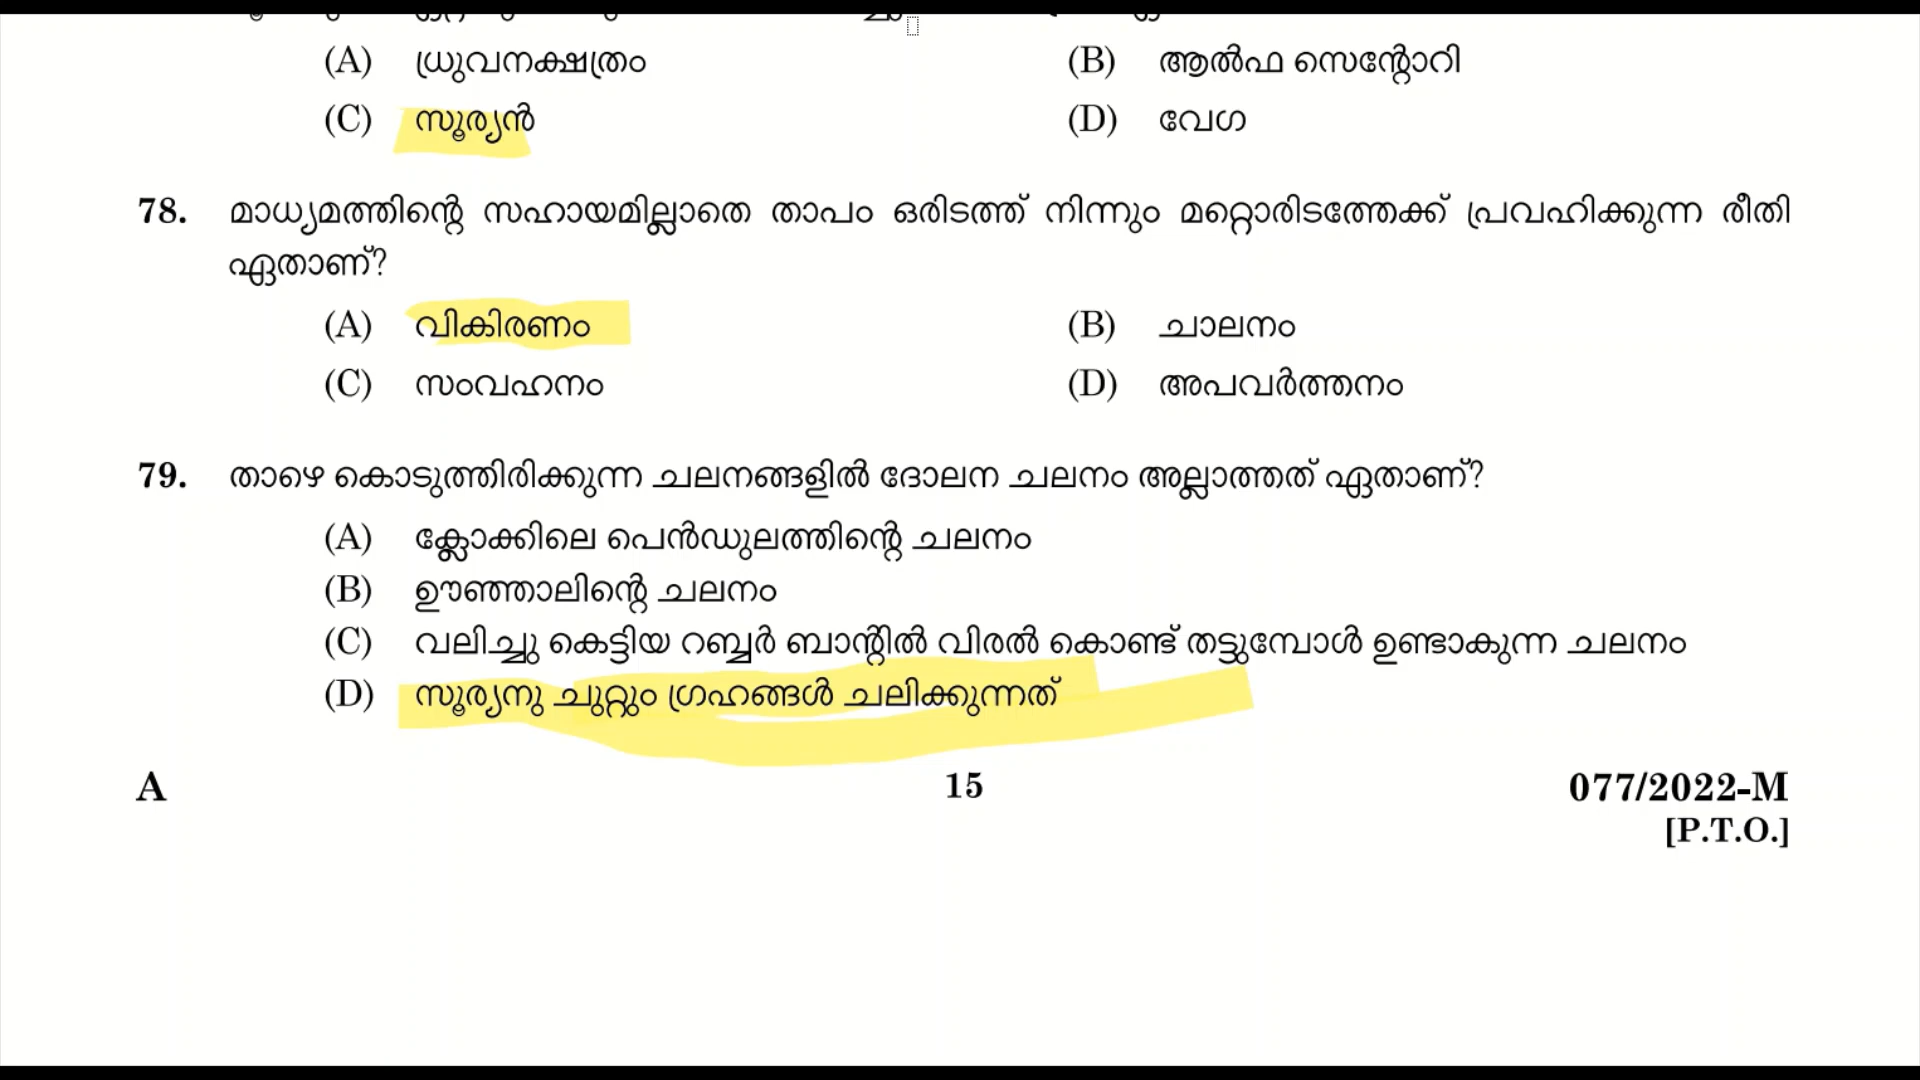 (A) ധ്രുവനക്ഷത്രം (B) ആൽഫ സെന്റോറി
(C) സൂര്യൻ (D) വേഗ
78. മാധ്യമത്തിന്റെ സഹായമില്ലാതെ താപം ഒരിടത്ത് നിന്നും മറ്റൊരിടത്തേക്ക് പ്രവഹിക്കുന്ന രീതി
ഏതാണ്?
(A) വികിരണം (B) ചാലനം
(C) സംവഹനം (D) അപവർത്തനം
79. താഴെ കൊടുത്തിരിക്കുന്ന ചലനങ്ങളിൽ ദോലന ചലനം അല്ലാത്തത് ഏതാണ്?
(A) ക്ലോക്കിലെ പെൻഡുലത്തിന്റെ ചലനം
(B) ഊഞ്ഞാലിന്റെ ചലനം
(C) വലിച്ചു കെട്ടിയ റബ്ബർ ബാന്റിൽ വിരൽ കൊണ്ട് തട്ടുമ്പോൾ ഉണ്ടാകുന്ന ചലനം
(D) സൂര്യനു ചുറ്റും ഗ്രഹങ്ങൾ ചലിക്കുന്നത്
A 15 077/2022-M
[P.T.O.]